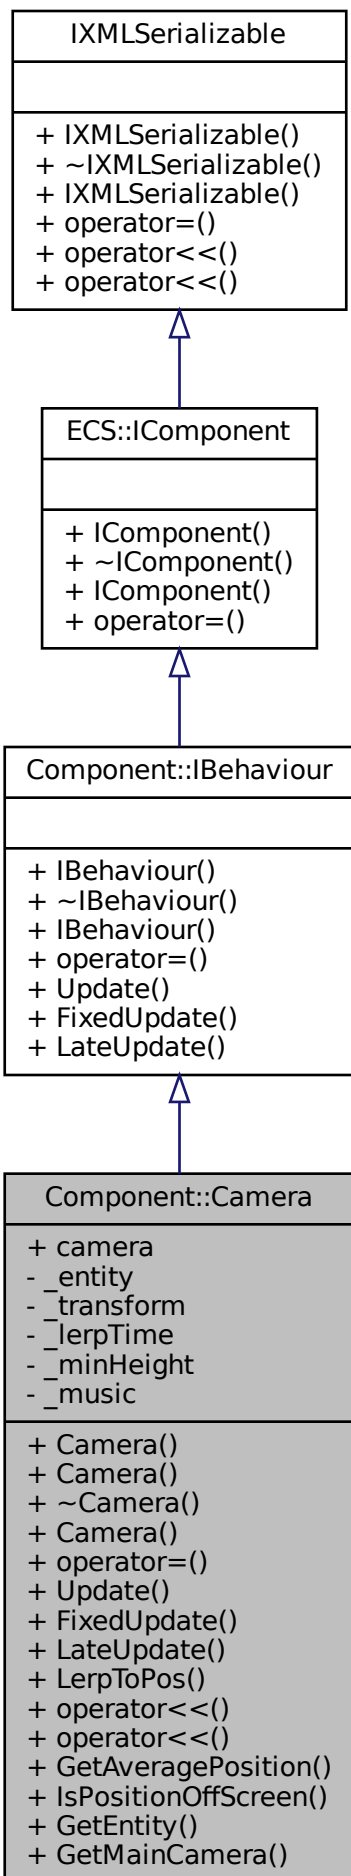 IXMLSerializable
+ IXMLSerializable()
+ ~IXMLSerializable()
+ IXMLSerializable()
+ operator=()
+ operator<<()
+ operator<<()
ECS::IComponent
+ IComponent()
+ ~IComponent()
+ IComponent()
+ operator=()
Component::IBehaviour
+ IBehaviour()
+ ~IBehaviour()
+ IBehaviour()
+ operator=()
+ Update()
+ FixedUpdate()
+ LateUpdate()
Component::Camera
+ camera
- _entity
- _transform
- _lerpTime
- _minHeight
- _music
+ Camera()
+ Camera()
+ ~Camera()
+ Camera()
+ operator=()
+ Update()
+ FixedUpdate()
+ LateUpdate()
+ LerpToPos()
+ operator<<()
+ operator<<()
+ GetAveragePosition()
+ IsPositionOffScreen()
+ GetEntity()
+ GetMainCamera()